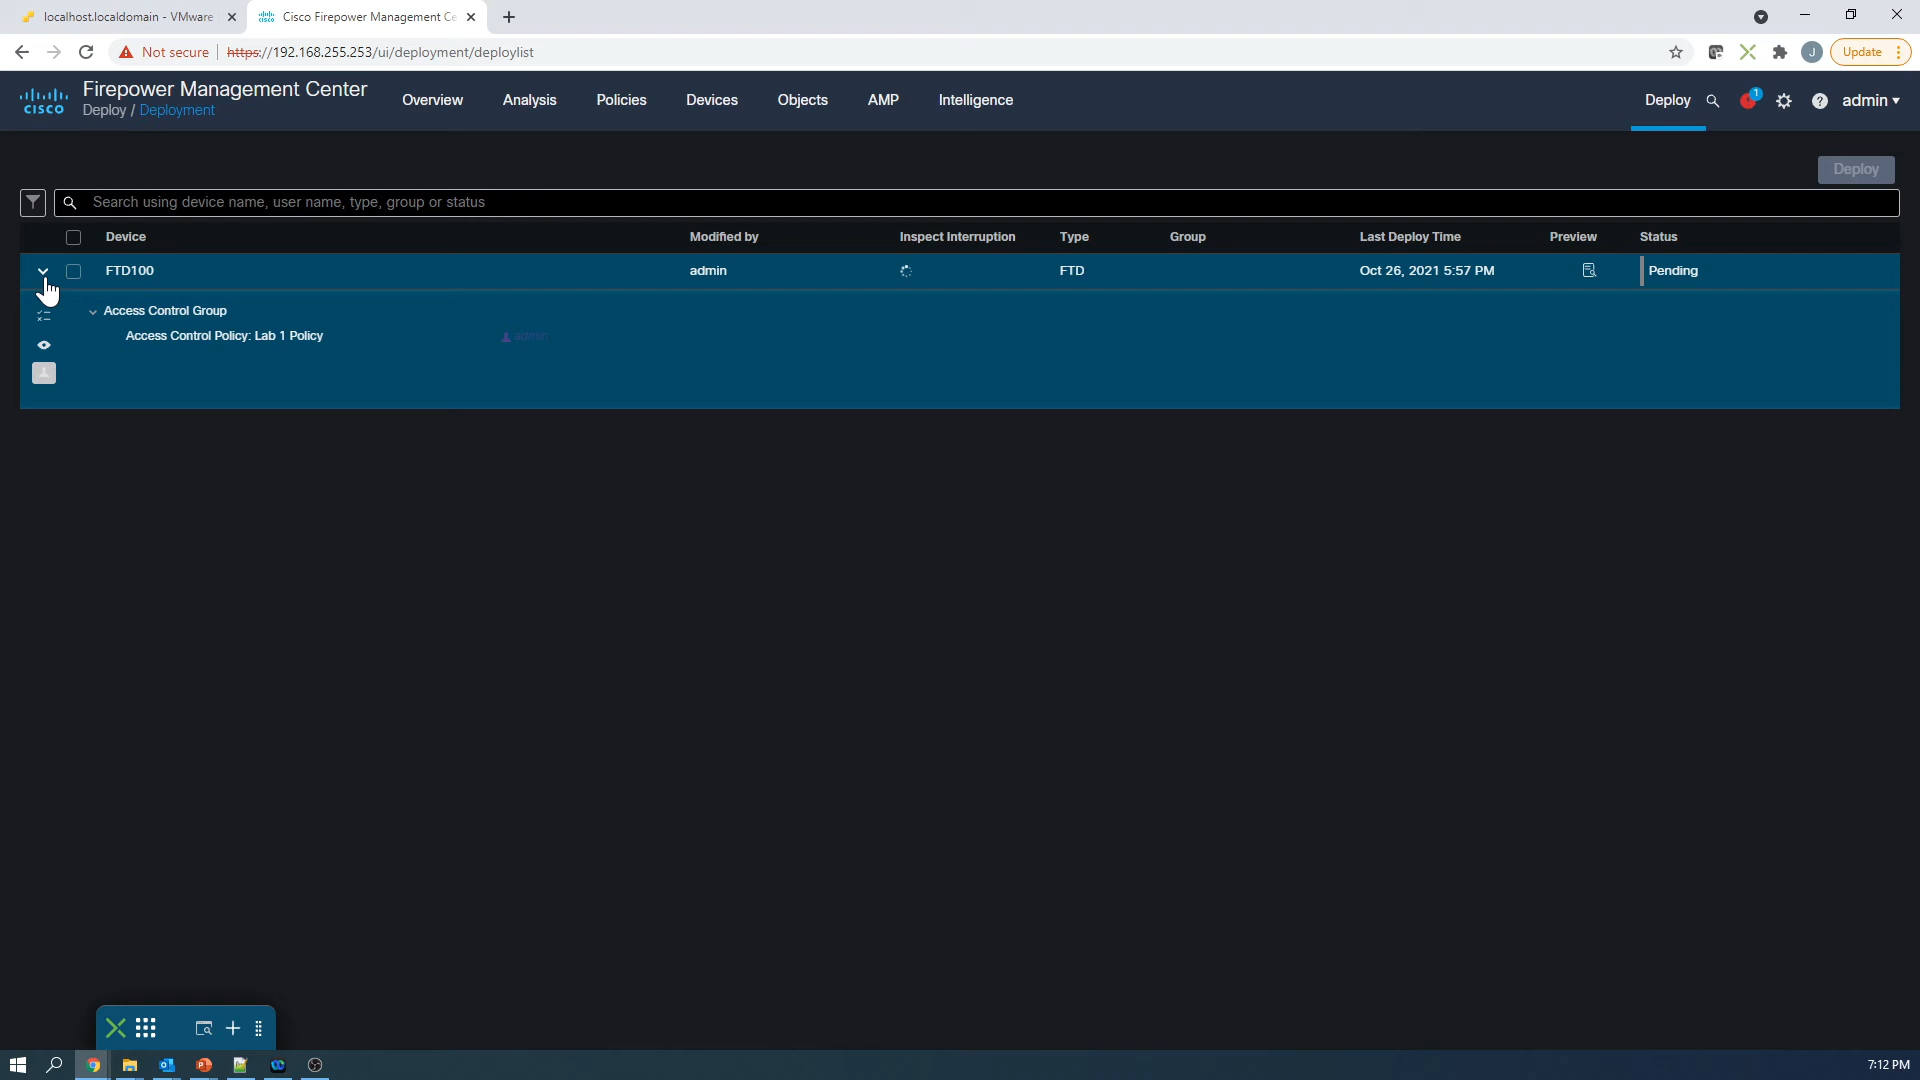 localhost.localdomain - VMware
Cisco Firepower Management Ce
Not secure
https://192.168.255.253/ui/deployment/deploylist
J
Update
cisco
Firepower Management Center
Deploy / Deployment
Overview
Analysis
Policies
Devices
Objects
AMP
Intelligence
Deploy
1
?
admin
Deploy
Search using device name, user name, type, group or status
Device
Modified by
Inspect Interruption
Type
Group
Last Deploy Time
Preview
Status
FTD100
admin
FTD
Oct 26, 2021 5:57 PM
Pending
Access Control Group
Access Control Policy: Lab 1 Policy
admin
7:12 PM